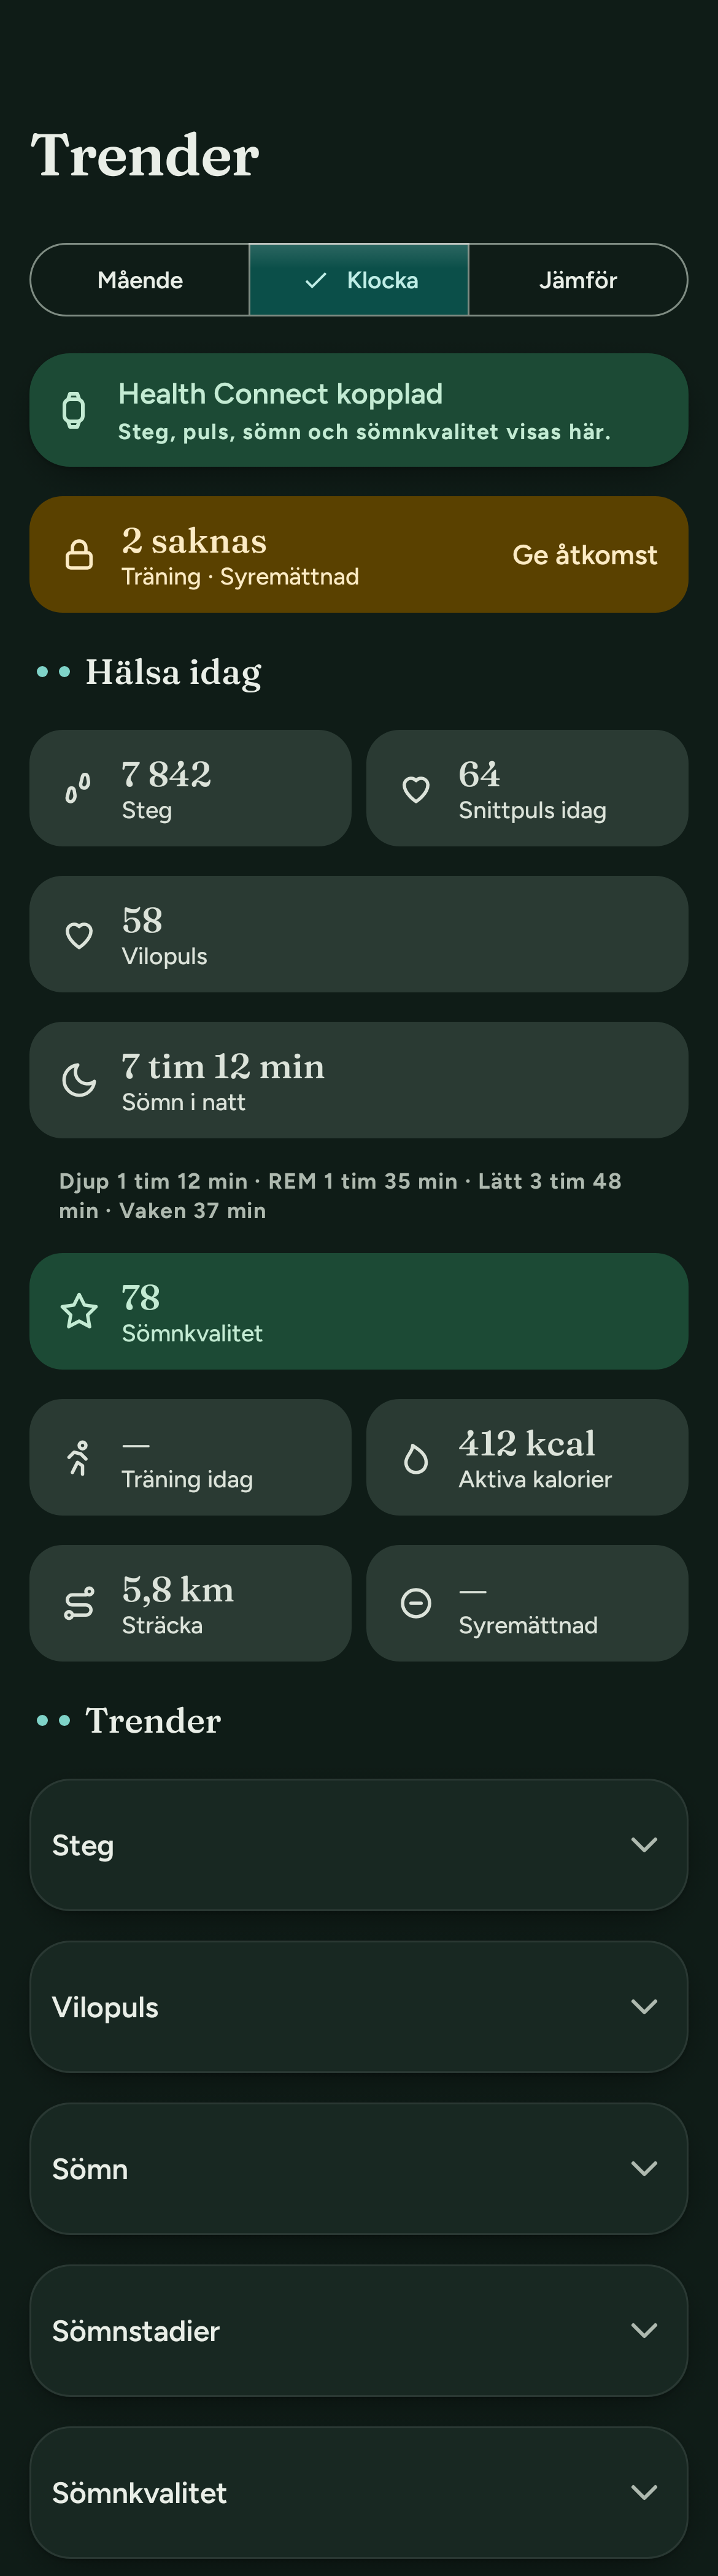 Trender
Mående
Klocka
Jämför
Health Connect kopplad
Steg, puls, sömn och sömnkvalitet visas här.
2 saknas
Träning · Syremättnad
Ge åtkomst
Hälsa idag
7 842
Steg
64
Snittpuls idag
58
Vilopuls
7 tim 12 min
Sömn i natt
Djup 1 tim 12 min · REM 1 tim 35 min · Lätt 3 tim 48
min · Vaken 37 min
78
Sömnkvalitet
—
Träning idag
412 kcal
Aktiva kalorier
5,8 km
Sträcka
—
Syremättnad
Trender
Steg
Vilopuls
Sömn
Sömnstadier
Sömnkvalitet